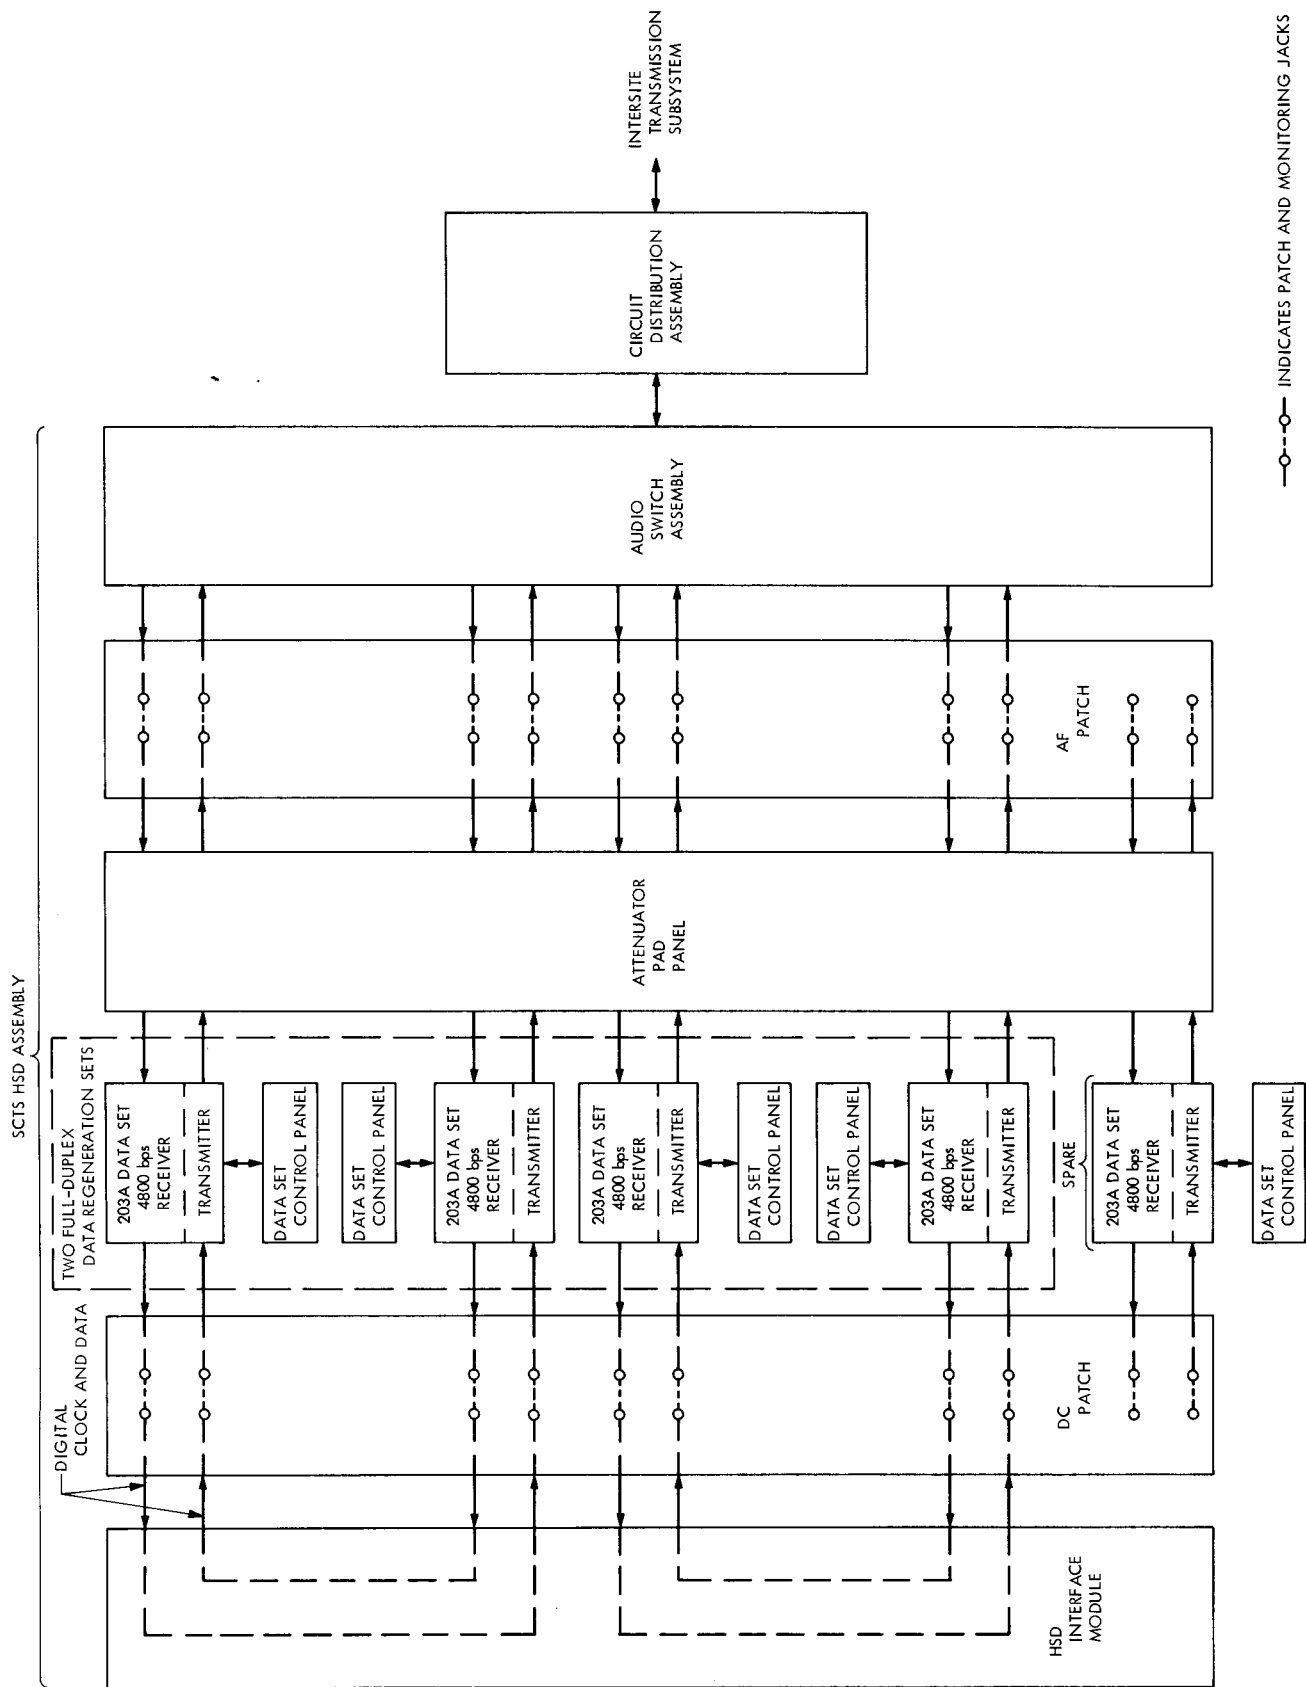 SCTS HSD ASSEMBLY
DIGITAL
CLOCK AND DATA
TWO FULL-DUPLEX
DATA REGENERATION SETS
HSD
INTERFACE
MODULE
DC
PATCH
203A DATA SET
4800 bps
RECEIVER
TRANSMITTER
DATA SET
CONTROL PANEL
DATA SET
CONTROL PANEL
203A DATA SET
4800 bps
RECEIVER
TRANSMITTER
203A DATA SET
4800 bps
RECEIVER
TRANSMITTER
DATA SET
CONTROL PANEL
DATA SET
CONTROL PANEL
203A DATA SET
4800 bps
RECEIVER
TRANSMITTER
SPARE
203A DATA SET
4800 bps
RECEIVER
TRANSMITTER
DATA SET
CONTROL PANEL
ATTENUATOR
PAD
PANEL
AF
PATCH
AUDIO
SWITCH
ASSEMBLY
CIRCUIT
DISTRIBUTION
ASSEMBLY
INTERSITE
TRANSMISSION
SUBSYSTEM
INDICATES PATCH AND MONITORING JACKS